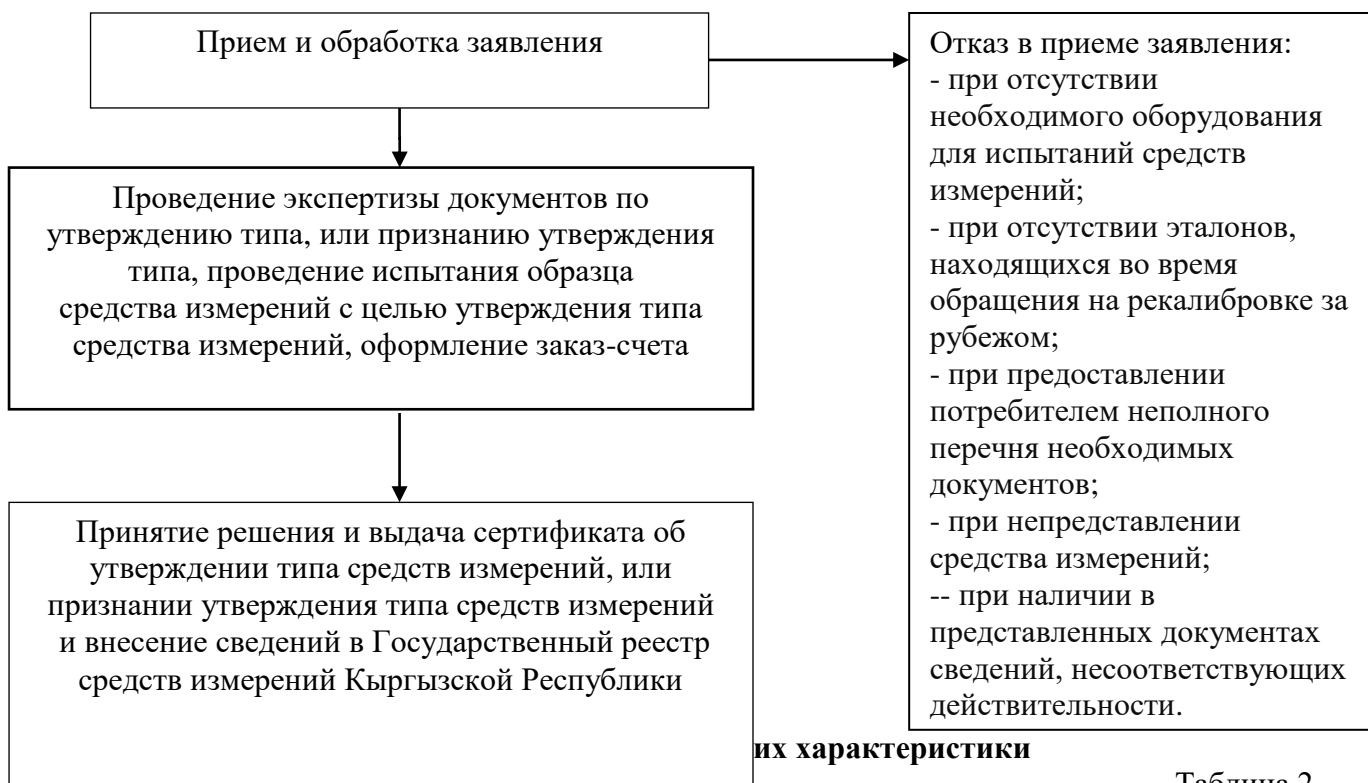 Прием и обработка заявления
Проведение экспертизы документов по
утверждению типа, или признанию утверждения
типа, проведение испытания образца
средства измерений с целью утверждения типа
средства измерений, оформление заказ-счета
Принятие решения и выдача сертификата об
утверждении типа средств измерений, или
признании утверждения типа средств измерений
и внесение сведений в Государственный реестр
средств измерений Кыргызской Республики
Отказ в приеме заявления:
- при отсутствии
необходимого оборудования
для испытаний средств
измерений;
- при отсутствии эталонов,
находящихся во время
обращения на рекалибровке за
рубежом;
- при предоставлении
потребителем неполного
перечня необходимых
документов;
- при непредставлении
средства измерений;
-- при наличии в
представленных документах
сведений, несоответствующих
действительности.
их характеристики
Таблица 2